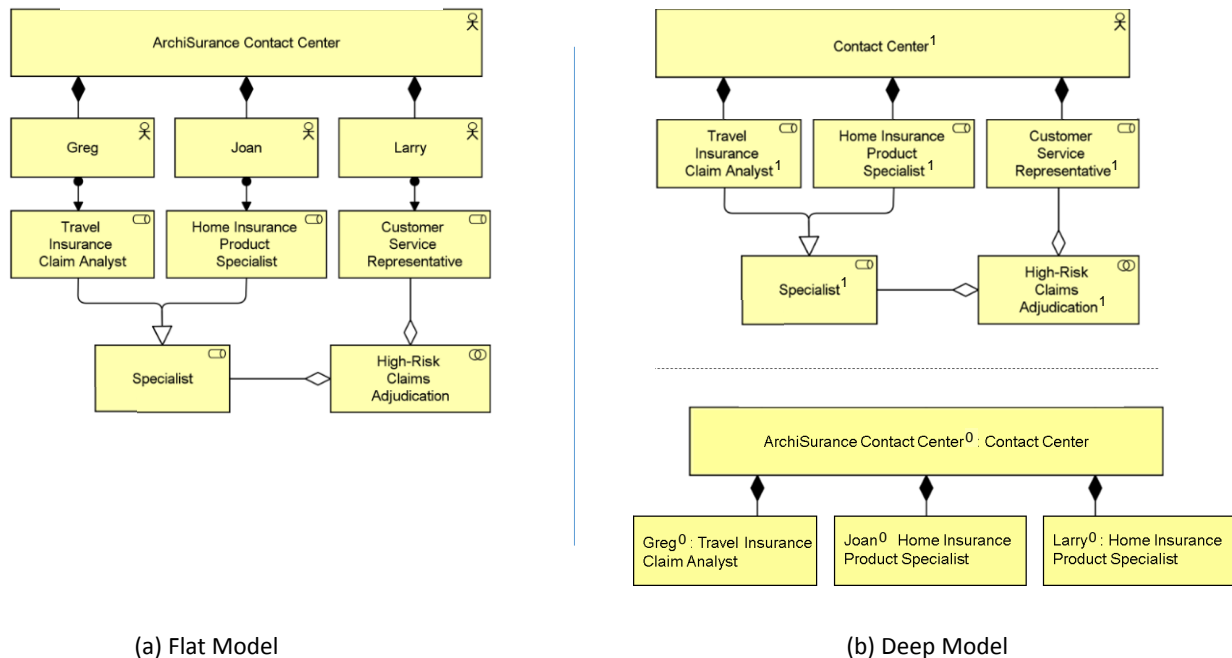 ArchiSurance Contact Center
Greg
Joan
Larry
Travel
Insurance
Claim Analyst
Home Insurance
Product
Specialist
Customer
Service
Representative
Specialist
High-Risk
Claims
Adjudication
(a) Flat Model
Contact Center¹
Travel
Insurance
Claim Analyst¹
Home Insurance
Product
Specialist¹
Customer
Service
Representative¹
Specialist¹
High-Risk
Claims
Adjudication¹
ArchiSurance Contact Center⁰ : Contact Center
Greg⁰ : Travel Insurance
Claim Analyst
Joan⁰ Home Insurance
Product Specialist
Larry⁰ : Home Insurance
Product Specialist
(b) Deep Model